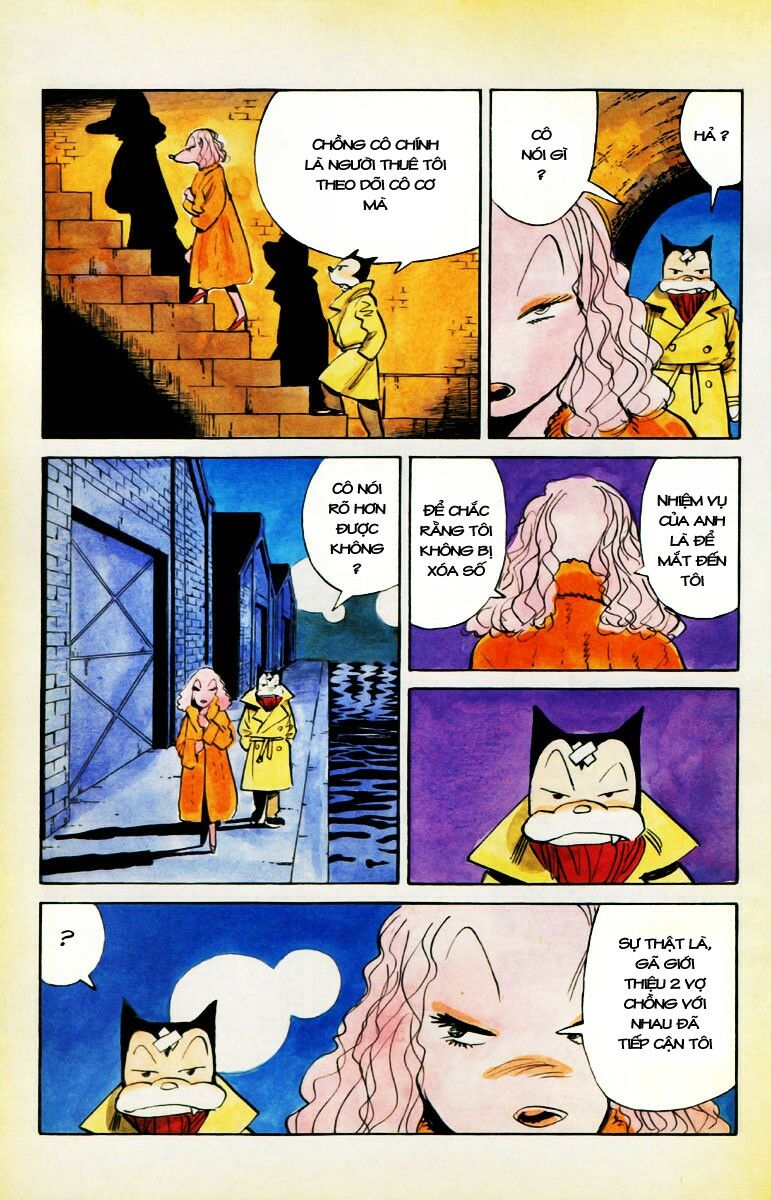 HẢ ?
CÔ
NÓI GÌ
?
CHỒNG CÔ CHÍNH
LÀ NGƯỜI THUÊ TÔI
THEO DÕI CÔ CƠ
MÀ
NHIỆM VỤ
CỦA ANH
LÀ ĐỂ
MẮT ĐẾN
TÔI
ĐỂ CHẮC
RẰNG TÔI
KHÔNG BỊ
XÓA SỐ
CÔ NÓI
RÕ HƠN
ĐƯỢC
KHÔNG
?
SỰ THẬT LÀ,
GÃ GIỚI
THIỆU 2 VỢ
CHỒNG VỚI
NHAU ĐÃ
TIẾP CẬN TÔI
?